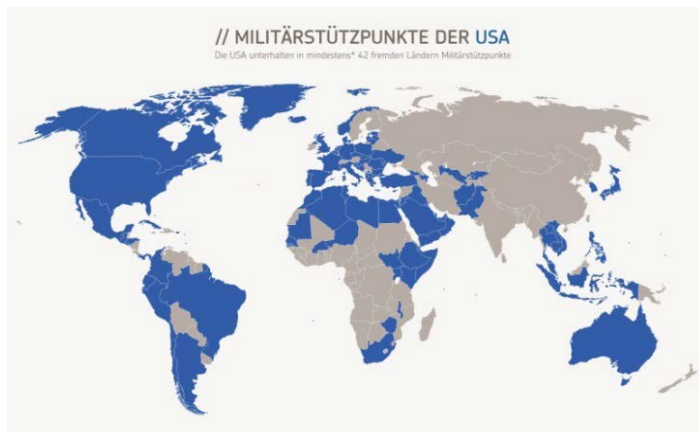 // MILITÄRSTÜTZPUNKTE DER USA
Die USA unterhalten in mindestens* 42 fremden Ländern Militärstützpunkte